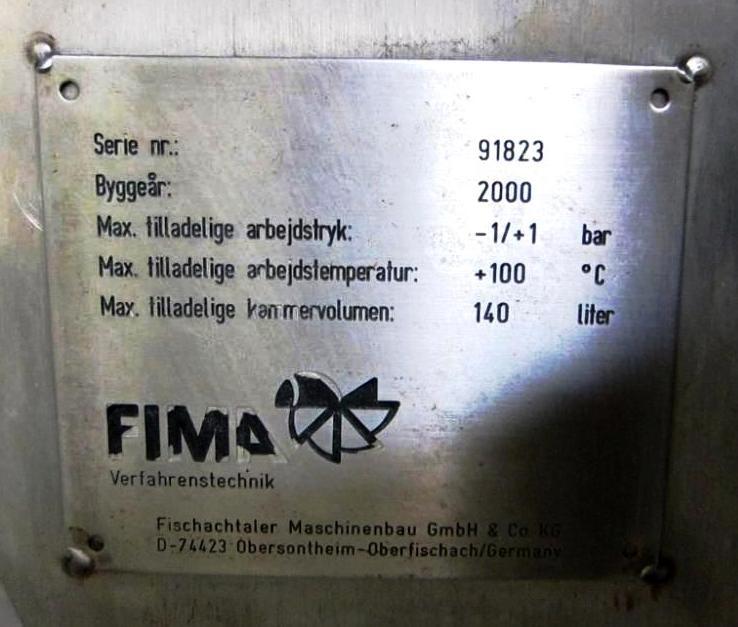 Serie nr.: 91823
Byggeår: 2000
Max. tilladelige arbejdstryk: -1/+1 bar
Max. tilladelige arbejdstemperatur: +100 °C
Max. tilladelige kammervolumen: 140 liter
FIMA
Verfahrenstechnik
Fischachtaler Maschinenbau GmbH & Co KG
D-74423 Obersontheim-Oberfischach/Germany